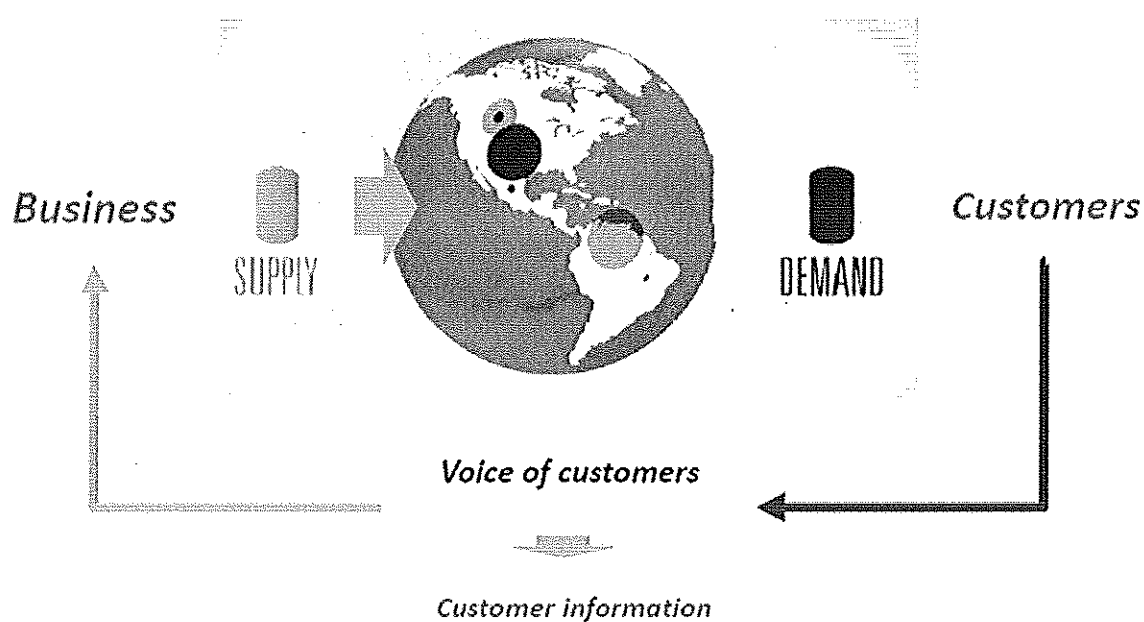 Business
SUPPLY
DEMAND
Customers
Voice of customers
Customer information